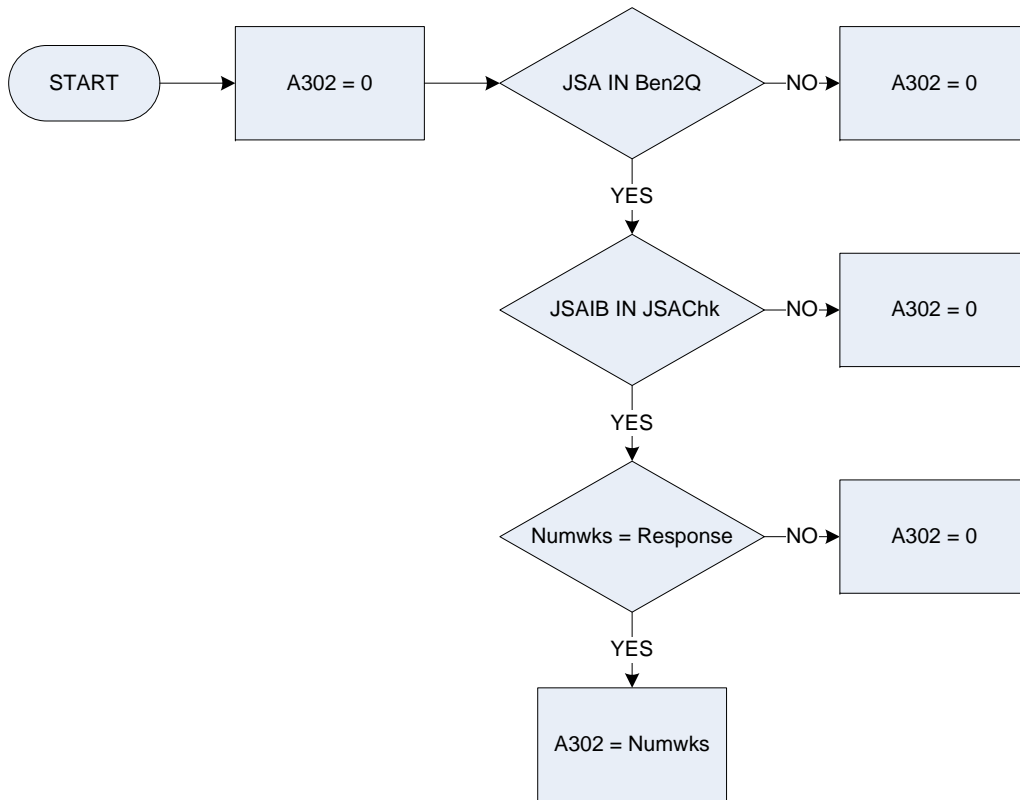 START
A302 = 0
JSA IN Ben2Q
NO
A302 = 0
YES
JSAIB IN JSAChk
NO
A302 = 0
YES
Numwks = Response
NO
A302 = 0
YES
A302 = Numwks